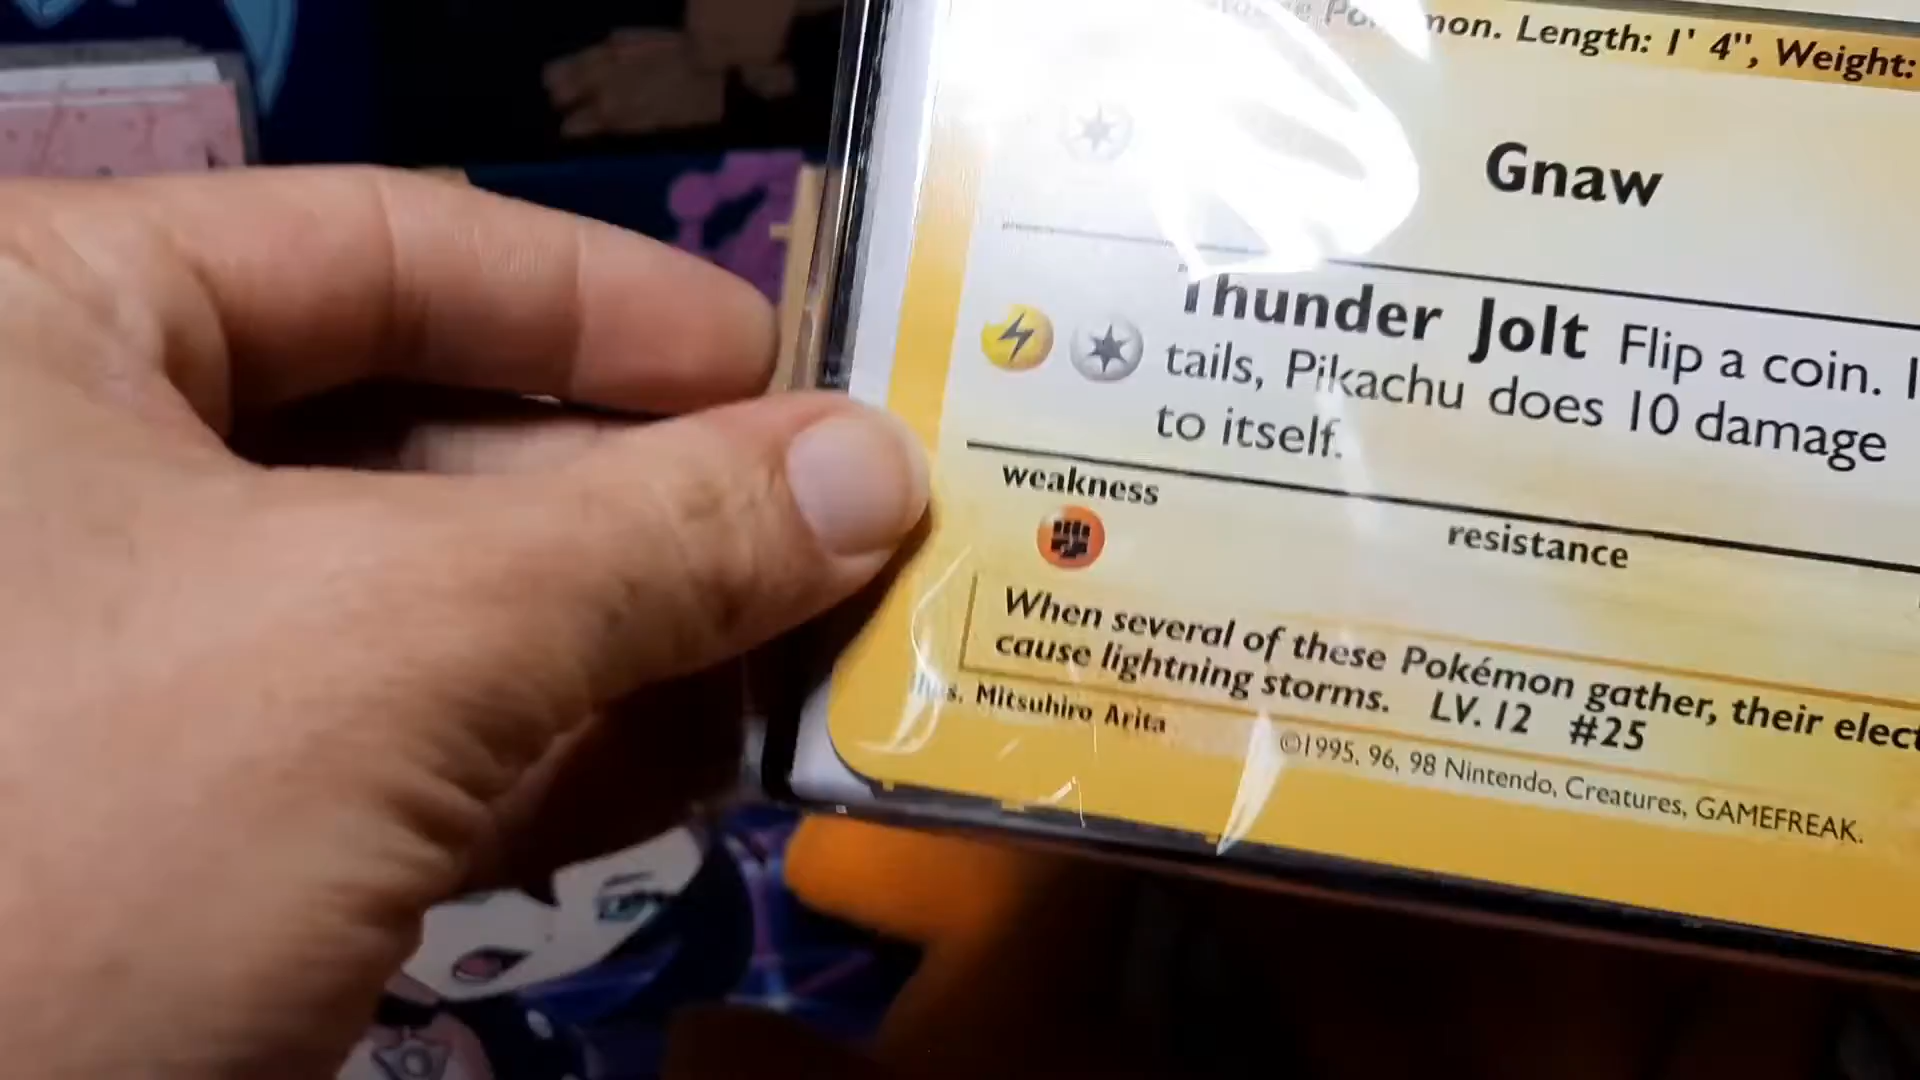 Pokémon. Length: 1' 4", Weight:
Gnaw
Thunder Jolt Flip a coin. I
tails, Pikachu does 10 damage
to itself.
weakness
resistance
When several of these Pokémon gather, their elect
cause lightning storms. LV. 12 #25
Illus. Mitsuhiro Arita
©1995, 96, 98 Nintendo, Creatures, GAMEFREAK.